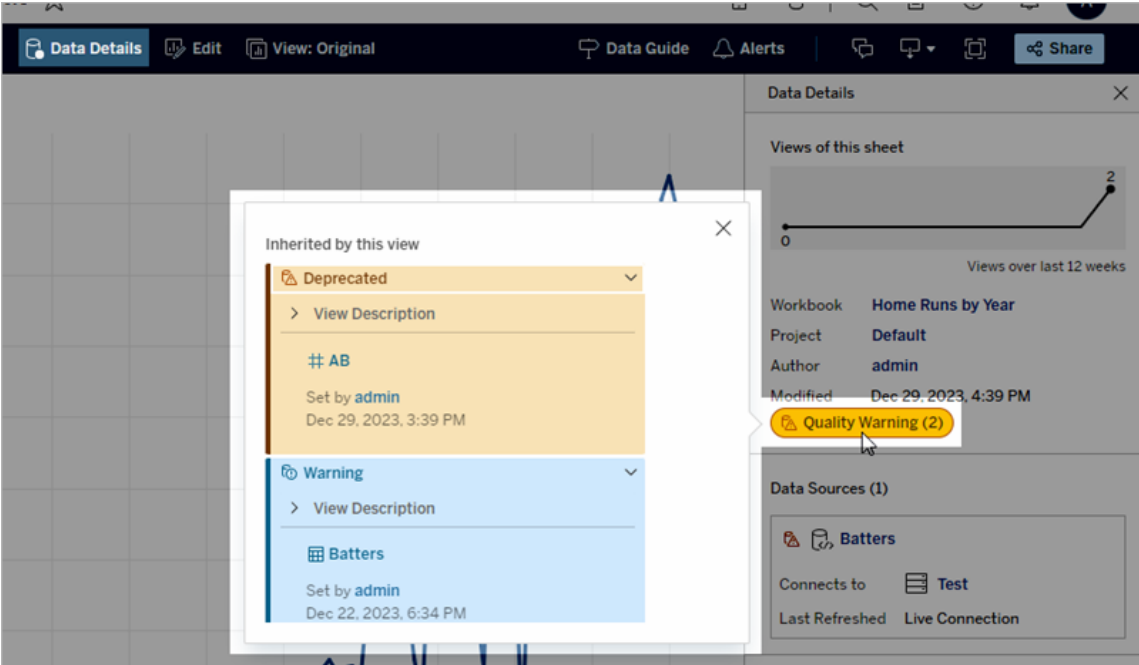 Data Details Edit View: Original Data Guide Alerts Share
Data Details
Views of this sheet
2
0
Views over last 12 weeks
Workbook Home Runs by Year
Project Default
Author admin
Modified Dec 29, 2023, 4:39 PM
Quality Warning (2)
Data Sources (1)
Batters
Connects to Test
Last Refreshed Live Connection
Inherited by this view
Deprecated
View Description
AB
Set by admin
Dec 29, 2023, 3:39 PM
Warning
View Description
Batters
Set by admin
Dec 22, 2023, 6:34 PM